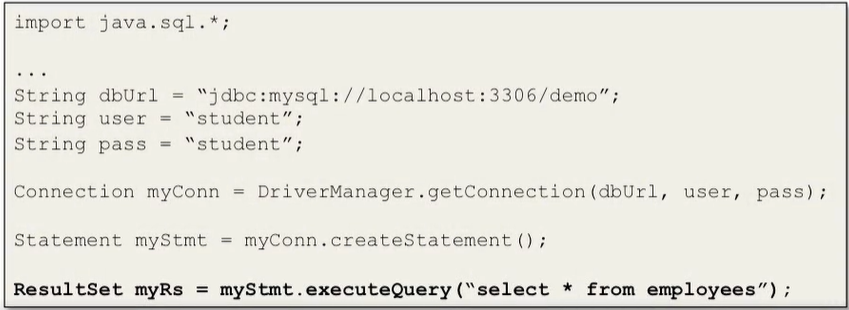 import java.sql.*;
...
String dbUrl = “jdbc:mysql://localhost:3306/demo”;
String user = “student”;
String pass = “student”;
Connection myConn = DriverManager.getConnection(dbUrl, user, pass);
Statement myStmt = myConn.createStatement();
ResultSet myRs = myStmt.executeQuery(“select * from employees”);